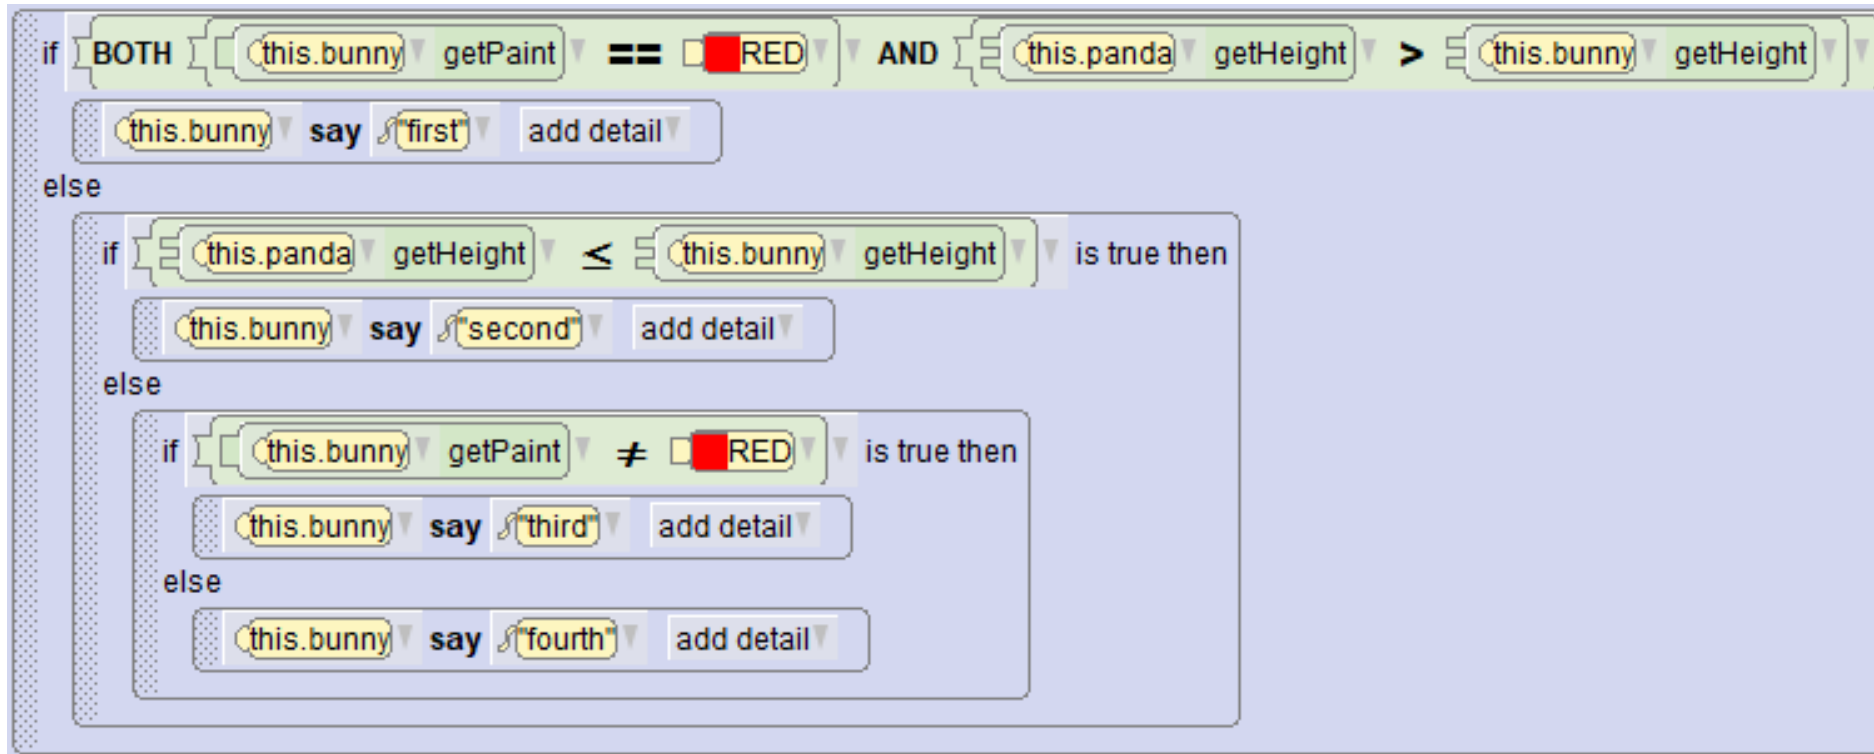 if BOTH this.bunny getPaint == RED AND this.panda getHeight > this.bunny getHeight
this.bunny say "first" add detail
else
if this.panda getHeight ≤ this.bunny getHeight is true then
this.bunny say "second" add detail
else
if this.bunny getPaint ≠ RED is true then
this.bunny say "third" add detail
else
this.bunny say "fourth" add detail